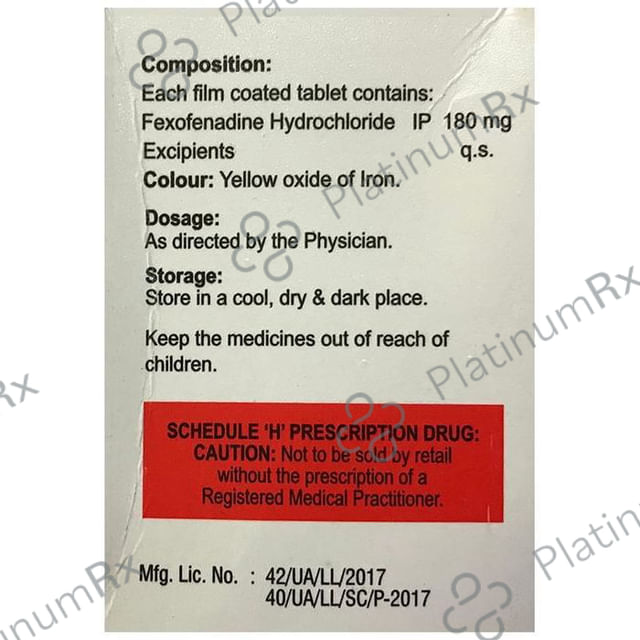 Composition:
Each film coated tablet contains:
Fexofenadine Hydrochloride IP 180 mg
Excipients q.s.
Colour: Yellow oxide of Iron.
Dosage:
As directed by the Physician.
Storage:
Store in a cool, dry & dark place.
Keep the medicines out of reach of
children.
SCHEDULE 'H' PRESCRIPTION DRUG:
CAUTION: Not to be sold by retail
without the prescription of a
Registered Medical Practitioner.
Mfg. Lic. No. : 42/UA/LL/2017
40/UA/LL/SC/P-2017
PlatinumRx
PlatinumRx
PlatinumRx
PlatinumRx
Rx
inumRx
Platin